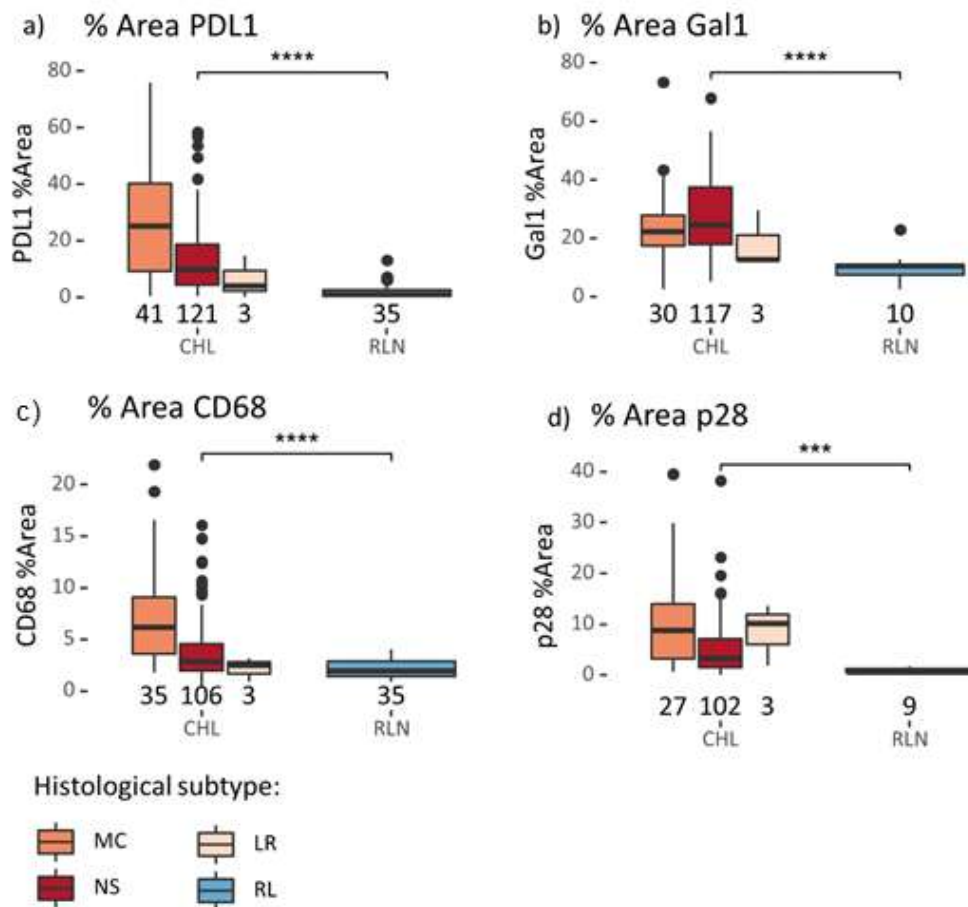 a) % Area PDL1
****
PDL1 %Area
80 -
60 -
40 -
20 -
0 -
41 121 3 35
CHL RLN
b) % Area Gal1
****
Gal1 %Area
80 -
60 -
40 -
20 -
0 -
30 117 3 10
CHL RLN
c) % Area CD68
****
CD68 %Area
20 -
15 -
10 -
5 -
0 -
35 106 3 35
CHL RLN
d) % Area p28
***
p28 %Area
40 -
30 -
20 -
10 -
0 -
27 102 3 9
CHL RLN
Histological subtype:
MC LR
NS RL